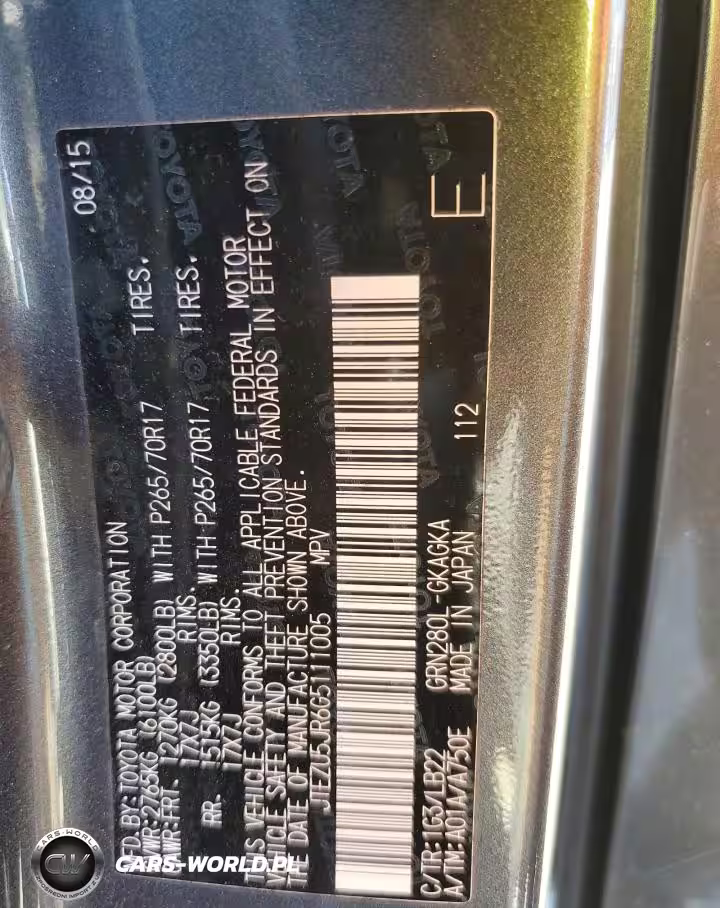 MFD.BY:TOYOTA MOTOR CORPORATION 08/15
GVWR:2765KG (6100LB)
GAWR:FRT. 1270KG (2800LB) WITH P265/70R17 TIRES.
17X7J RIMS.
RR. 1515KG (3350LB) WITH P265/70R17 TIRES.
17X7J RIMS.
THIS VEHICLE CONFORMS TO ALL APPLICABLE FEDERAL MOTOR
VEHICLE SAFETY AND THEFT PREVENTION STANDARDS IN EFFECT ON
THE DATE OF MANUFACTURE SHOWN ABOVE.
JTEZU5JR6G5111005 MPV
C/TR:1G3/LB22 GRN280L-GKAGKA
A/TM:A01A/A750E MADE IN JAPAN 112
E
CARS-WORLD
CW
CARS-WORLD.PL